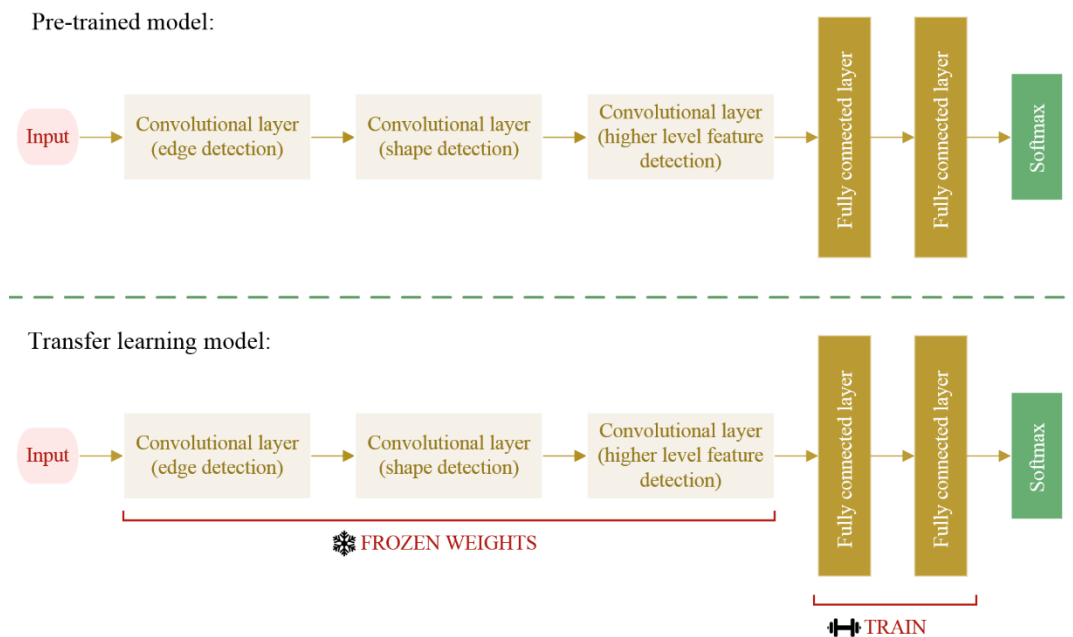 Pre-trained model:
Input
Convolutional layer
(edge detection)
Convolutional layer
(shape detection)
Convolutional layer
(higher level feature
detection)
Fully connected layer
Fully connected layer
Softmax
Transfer learning model:
Input
Convolutional layer
(edge detection)
Convolutional layer
(shape detection)
Convolutional layer
(higher level feature
detection)
Fully connected layer
Fully connected layer
Softmax
FROZEN WEIGHTS
TRAIN